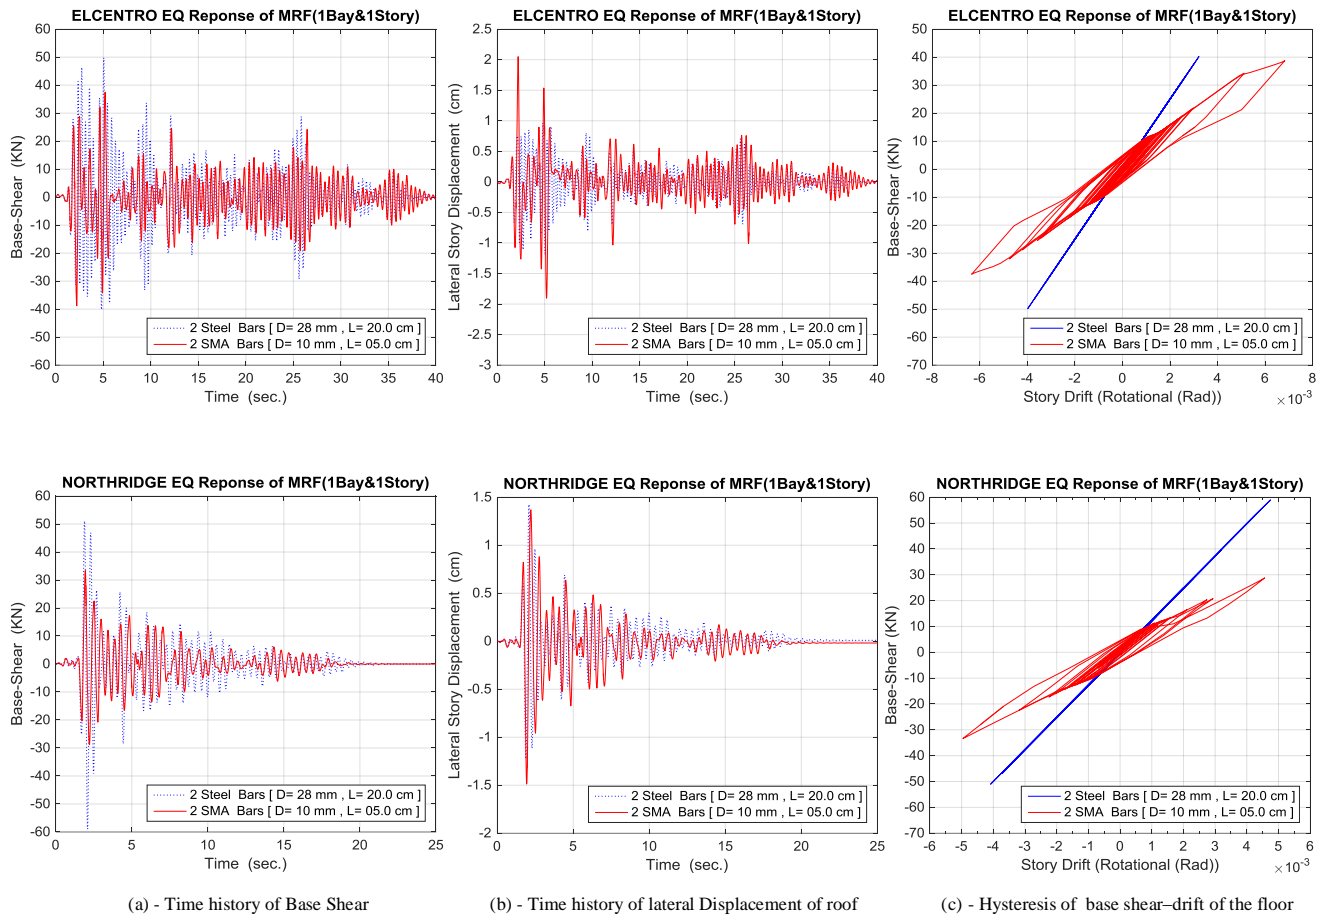 ELCENTRO EQ Reponse of MRF(1Bay&1Story)
60
50
40
30
20
10
0
-10
-20
-30
-40
-50
-60
Base-Shear (KN)
2 Steel Bars [ D= 28 mm , L= 20.0 cm ]
2 SMA Bars [ D= 10 mm , L= 05.0 cm ]
0 5 10 15 20 25 30 35 40
Time (sec.)
ELCENTRO EQ Reponse of MRF(1Bay&1Story)
2.5
2
1.5
1
0.5
0
-0.5
-1
-1.5
-2
-2.5
-3
Lateral Story Displacement (cm)
2 Steel Bars [ D= 28 mm , L= 20.0 cm ]
2 SMA Bars [ D= 10 mm , L= 05.0 cm ]
0 5 10 15 20 25 30 35 40
Time (sec.)
ELCENTRO EQ Reponse of MRF(1Bay&1Story)
50
40
30
20
10
0
-10
-20
-30
-40
-50
-60
-70
Base-Shear (KN)
2 Steel Bars [ D= 28 mm , L= 20.0 cm ]
2 SMA Bars [ D= 10 mm , L= 05.0 cm ]
-8 -6 -4 -2 0 2 4 6 8
Story Drift (Rotational (Rad))
×10-3
NORTHRIDGE EQ Reponse of MRF(1Bay&1Story)
60
50
40
30
20
10
0
-10
-20
-30
-40
-50
-60
Base-Shear (KN)
2 Steel Bars [ D= 28 mm , L= 20.0 cm ]
2 SMA Bars [ D= 10 mm , L= 05.0 cm ]
0 5 10 15 20 25
Time (sec.)
NORTHRIDGE EQ Reponse of MRF(1Bay&1Story)
1.5
1
0.5
0
-0.5
-1
-1.5
-2
Lateral Story Displacement (cm)
2 Steel Bars [ D= 28 mm , L= 20.0 cm ]
2 SMA Bars [ D= 10 mm , L= 05.0 cm ]
0 5 10 15 20 25
Time (sec.)
NORTHRIDGE EQ Reponse of MRF(1Bay&1Story)
60
50
40
30
20
10
0
-10
-20
-30
-40
-50
-60
-70
Base-Shear (KN)
2 Steel Bars [ D= 28 mm , L= 20.0 cm ]
2 SMA Bars [ D= 10 mm , L= 05.0 cm ]
-6 -5 -4 -3 -2 -1 0 1 2 3 4 5 6
Story Drift (Rotational (Rad))
×10-3
(a) - Time history of Base Shear
(b) - Time history of lateral Displacement of roof
(c) - Hysteresis of base shear–drift of the floor